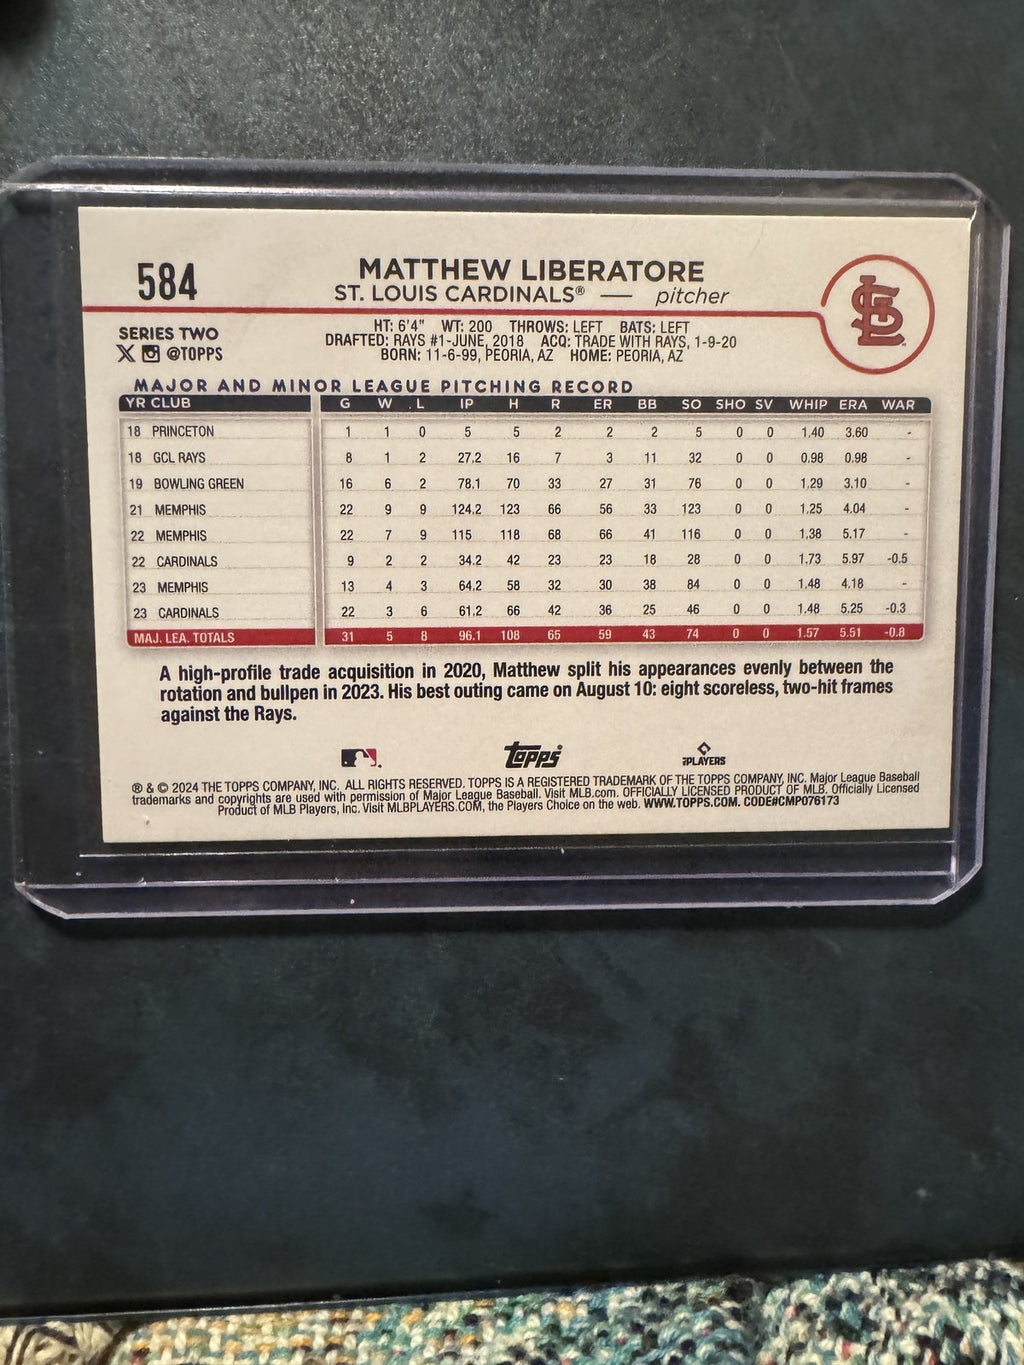 584
MATTHEW LIBERATORE
ST. LOUIS CARDINALS® — pitcher
SERIES TWO
@TOPPS
HT: 6'4" WT: 200 THROWS: LEFT BATS: LEFT
DRAFTED: RAYS #1-JUNE, 2018 ACQ: TRADE WITH RAYS, 1-9-20
BORN: 11-6-99, PEORIA, AZ HOME: PEORIA, AZ
MAJOR AND MINOR LEAGUE PITCHING RECORD
YR CLUB G W L IP H R ER BB SO SHO SV WHIP ERA WAR
18 PRINCETON 1 1 0 5 5 2 2 2 5 0 0 1.40 3.60 -
18 GCL RAYS 8 1 2 27.2 16 7 3 11 32 0 0 0.98 0.98 -
19 BOWLING GREEN 16 6 2 78.1 70 33 27 31 76 0 0 1.29 3.10 -
21 MEMPHIS 22 9 9 124.2 123 66 56 33 123 0 0 1.25 4.04 -
22 MEMPHIS 22 7 9 115 118 68 66 41 116 0 0 1.38 5.17 -
22 CARDINALS 9 2 2 34.2 42 23 23 18 28 0 0 1.73 5.97 -0.5
23 MEMPHIS 13 4 3 64.2 58 32 30 38 84 0 0 1.48 4.18 -
23 CARDINALS 22 3 6 61.2 66 42 36 25 46 0 0 1.48 5.25 -0.3
MAJ. LEA. TOTALS 31 5 8 96.1 108 65 59 43 74 0 0 1.57 5.51 -0.8
A high-profile trade acquisition in 2020, Matthew split his appearances evenly between the
rotation and bullpen in 2023. His best outing came on August 10: eight scoreless, two-hit frames
against the Rays.
Topps
PLAYERS
® & © 2024 THE TOPPS COMPANY, INC. ALL RIGHTS RESERVED. TOPPS IS A REGISTERED TRADEMARK OF THE TOPPS COMPANY, INC. Major League Baseball
trademarks and copyrights are used with permission of Major League Baseball. Visit MLB.com. OFFICIALLY LICENSED PRODUCT OF MLB. Officially Licensed
Product of MLB Players, Inc. Visit MLBPLAYERS.COM, the Players Choice on the web. WWW.TOPPS.COM. CODE#CMP076173